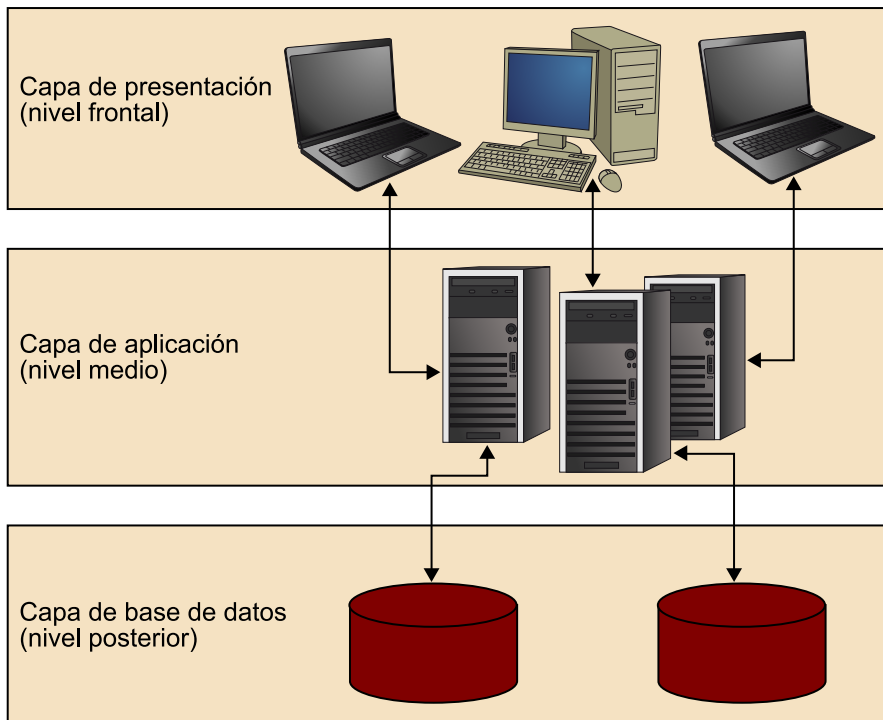 Capa de presentación
(nivel frontal)
Capa de aplicación
(nivel medio)
Capa de base de datos
(nivel posterior)